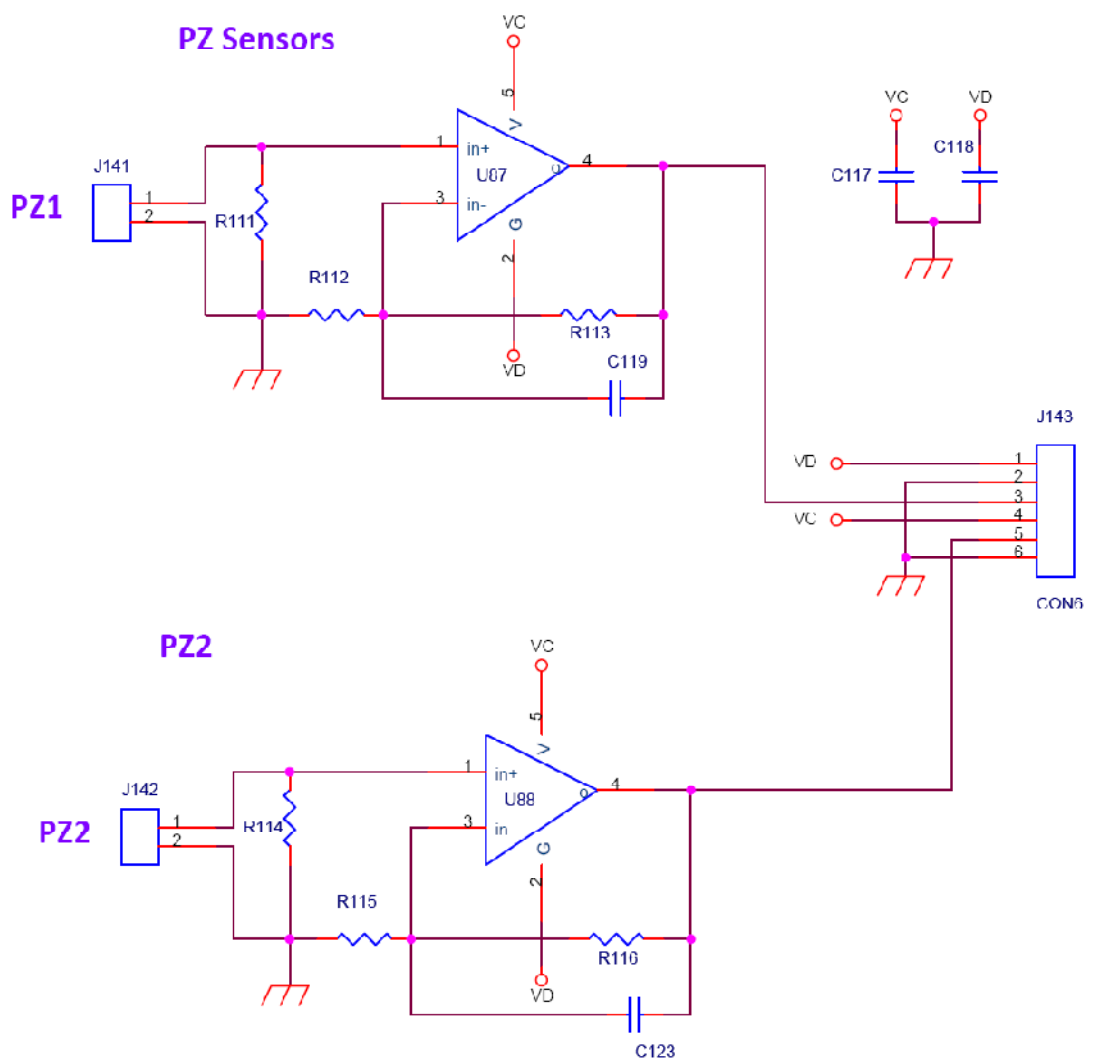 PZ Sensors
VC
5
V
1
in+
U87
o
4
3
in-
G
2
VD
J141
PZ1
1
2
R111
R112
R113
C119
VC
VD
C117
C118
J143
VD
1
2
3
VC
4
5
6
CON6
PZ2
VC
5
V
1
in+
U88
o
4
3
in
G
2
VD
J142
PZ2
1
2
R114
R115
R116
C123